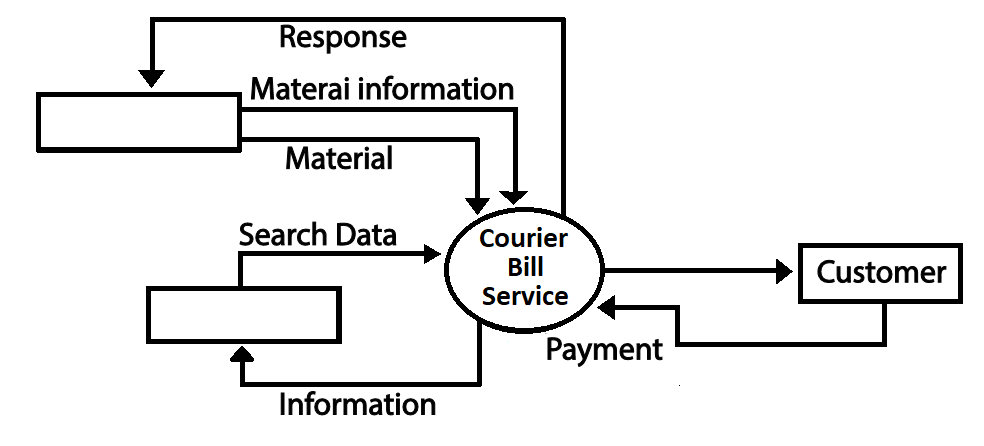 Response
Materai information
Material
Search Data
Courier
Bill
Service
Customer
Payment
Information